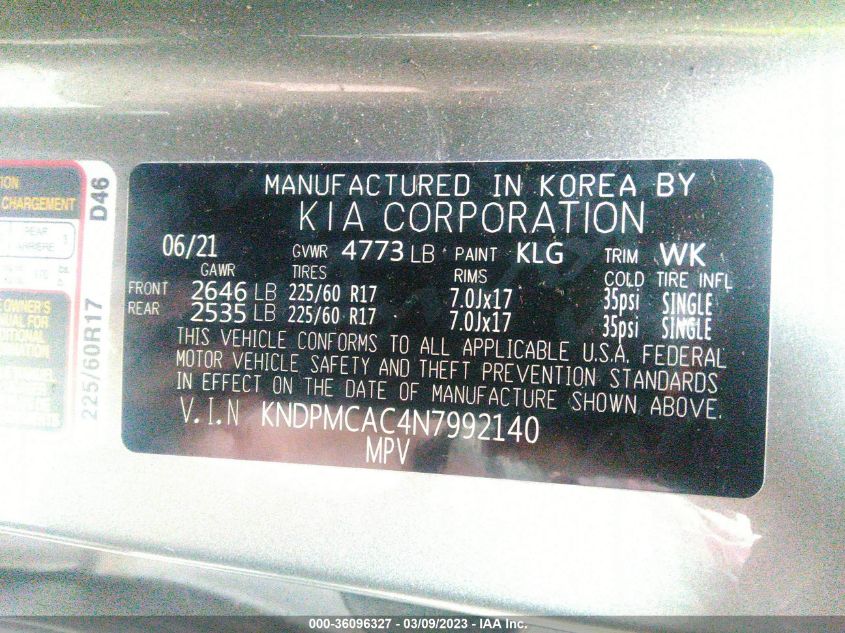 MANUFACTURED IN KOREA BY
KIA CORPORATION
06/21 GVWR 4773 LB PAINT KLG TRIM WK
GAWR TIRES RIMS COLD TIRE INFL
FRONT 2646 LB 225/60 R17 7.0Jx17 35psi SINGLE
REAR 2535 LB 225/60 R17 7.0Jx17 35psi SINGLE
THIS VEHICLE CONFORMS TO ALL APPLICABLE U.S.A. FEDERAL
MOTOR VEHICLE SAFETY AND THEFT PREVENTION STANDARDS
IN EFFECT ON THE DATE OF MANUFACTURE SHOWN ABOVE.
V.I.N KNDPMCAC4N7992140
MPV
CHARGEMENT
REAR
OWNER'S
225/60R17 D46
000-36096327 - 03/09/2023 - IAA Inc.